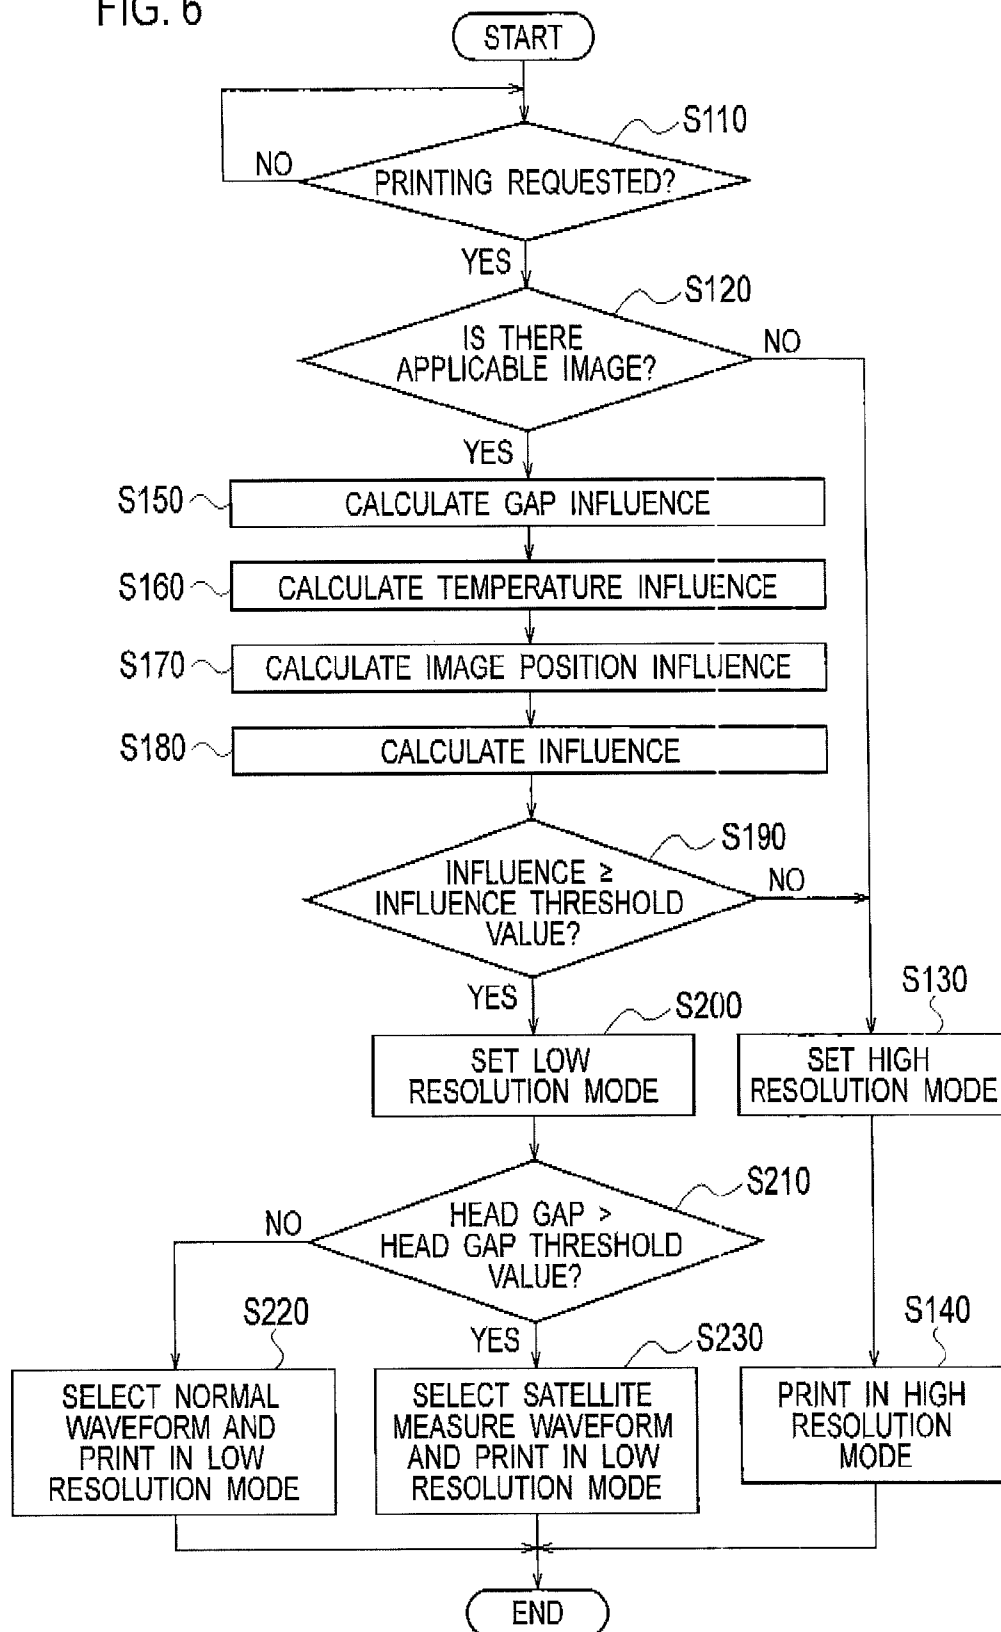 FIG. 6
START
S110
NO
PRINTING REQUESTED?
YES
S120
IS THERE
APPLICABLE IMAGE?
NO
YES
S150
CALCULATE GAP INFLUENCE
S160
CALCULATE TEMPERATURE INFLUENCE
S170
CALCULATE IMAGE POSITION INFLUENCE
S180
CALCULATE INFLUENCE
S190
INFLUENCE ≥
INFLUENCE THRESHOLD
VALUE?
NO
YES
S200
SET LOW
RESOLUTION MODE
S130
SET HIGH
RESOLUTION MODE
S210
HEAD GAP >
HEAD GAP THRESHOLD
VALUE?
NO
YES
S220
SELECT NORMAL
WAVEFORM AND
PRINT IN LOW
RESOLUTION MODE
S230
SELECT SATELLITE
MEASURE WAVEFORM
AND PRINT IN LOW
RESOLUTION MODE
S140
PRINT IN HIGH
RESOLUTION
MODE
END